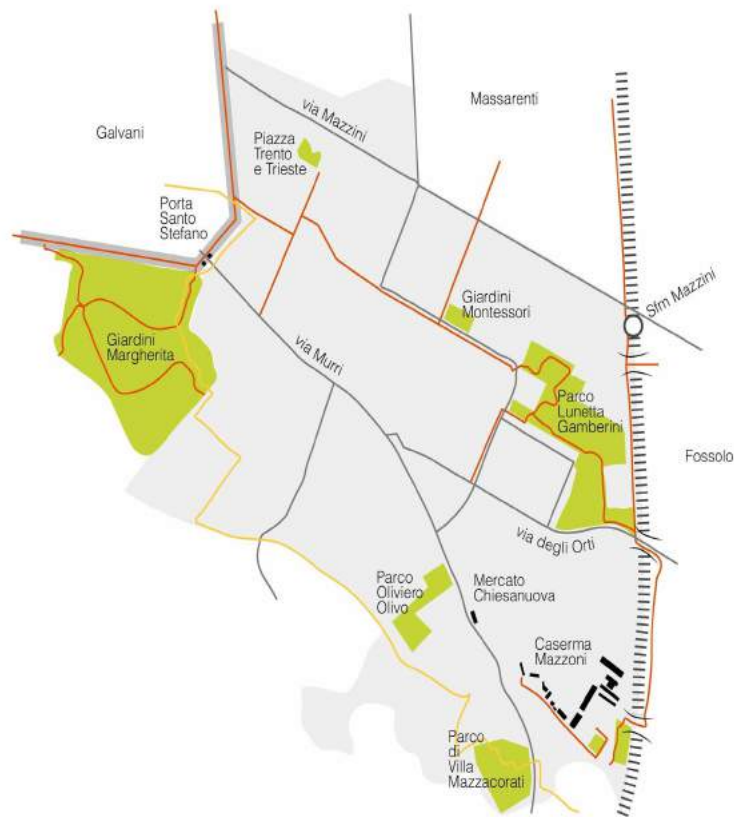 Massarenti
via Mazzini
Galvani
Piazza
Trento
e Trieste
Porta
Santo
Stefano
Sfm Mazzini
Giardini
Montessori
Giardini
Margherita
via Murri
Parco
Lunetta
Gamberini
Fossolo
via degli Orti
Parco
Oliviero
Olivo
Mercato
Chiesanuova
Caserma
Mazzoni
Parco
di
Villa
Mazzacorati